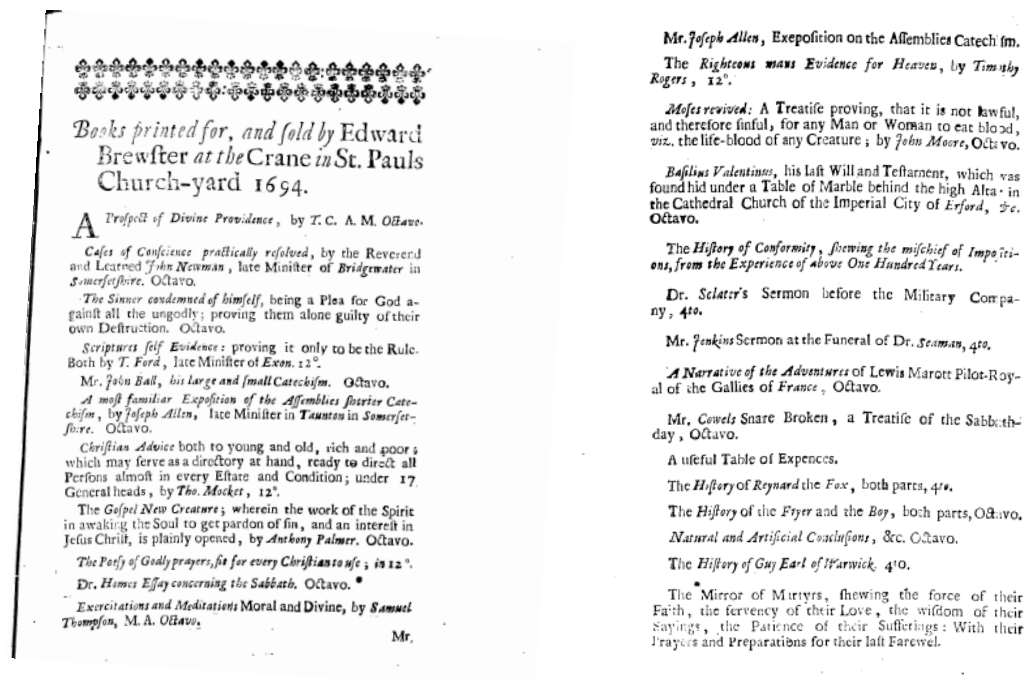 Books printed for, and ſold by Edward
Brewſter at the Crane in St. Pauls
Church-yard 1694.
A Proſpect of Divine Providence, by T. C. A. M. Octavo.
Caſes of Conſcience practically reſolved, by the Reverend
and Learned John Newman, late Miniſter of Bridgewater in
Somerſetſhire. Octavo.
The Sinner condemned of himſelf, being a Plea for God a-
gainſt all the ungodly; proving them alone guilty of their
own Deſtruction. Octavo.
Scriptures ſelf Evidence: proving it only to be the Rule.
Both by T. Ford, late Miniſter of Exon. 12°.
Mr. John Ball, his large and ſmall Catechiſm. Octavo.
A moſt familiar Expoſition of the Aſſemblies ſhorter Cate-
chiſm, by Joſeph Allen, late Miniſter in Taunton in Somerſet-
ſhire. Octavo.
Chriſtian Advice both to young and old, rich and poor;
which may ſerve as a directory at hand, ready to direct all
Perſons almoſt in every Eſtate and Condition; under 17
General heads, by Tho. Mocket, 12°.
The Goſpel New Creature; wherein the work of the Spirit
in awaking the Soul to get pardon of ſin, and an intereſt in
Jeſus Chriſt, is plainly opened, by Anthony Palmer. Octavo.
The Poeſy of Godly prayers, fit for every Chriſtian to uſe; in 12°.
Dr. Homes Eſſay concerning the Sabbath. Octavo.
Exercitations and Meditations Moral and Divine, by Samuel
Thompſon, M. A. Octavo.
Mr.
Mr. Joſeph Allen, Exepoſition on the Aſſemblies Catechiſm.
The Righteous mans Evidence for Heaven, by Timothy
Rogers, 12°.
Moſes revived: A Treatiſe proving, that it is not lawful,
and therefore ſinful, for any Man or Woman to eat blood,
viz. the life-blood of any Creature; by John Moore, Octavo.
Baſilius Valentinus, his laſt Will and Teſtament, which was
found hid under a Table of Marble behind the high Altar in
the Cathedral Church of the Imperial City of Erford, &c.
Octavo.
The Hiſtory of Conformity, ſhewing the miſchief of Impoſiti-
ons, from the Experience of above One Hundred Years.
Dr. Sclater's Sermon before the Military Compa-
ny, 4to.
Mr. Jenkins Sermon at the Funeral of Dr. Seaman, 4to.
A Narrative of the Adventures of Lewis Marott Pilot-Roy-
al of the Gallies of France, Octavo.
Mr. Cowels Snare Broken, a Treatiſe of the Sabbath-
day, Octavo.
A uſeful Table of Expences.
The Hiſtory of Reynard the Fox, both parts, 4to.
The Hiſtory of the Fryer and the Boy, both parts, Octavo.
Natural and Artificial Concluſions, &c. Octavo.
The Hiſtory of Guy Earl of Warwick. 4to.
The Mirror of Martyrs, ſhewing the force of their
Faith, the fervency of their Love, the wiſdom of their
Sayings, the Patience of their Sufferings: With their
Prayers and Preparations for their laſt Farewel.